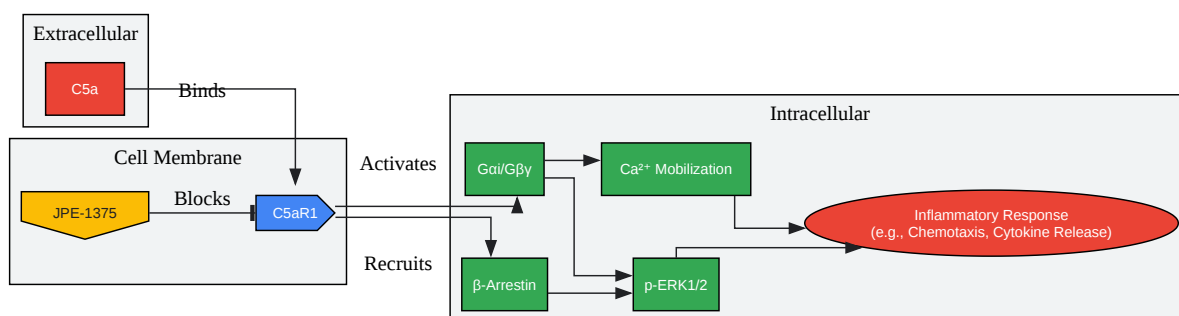 Extracellular
C5a
Binds
Cell Membrane
JPE-1375
Blocks
C5aR1
Activates
Recruits
Intracellular
Gαi/Gβγ
Ca²⁺ Mobilization
β-Arrestin
p-ERK1/2
Inflammatory Response
(e.g., Chemotaxis, Cytokine Release)